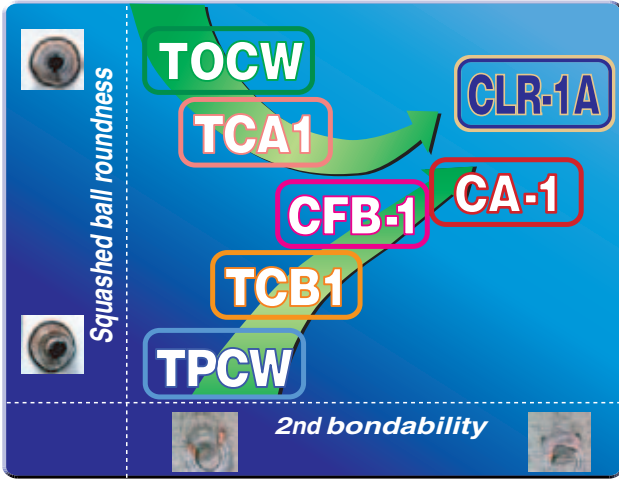 TOCW
CLR-1A
TCA1
CA-1
CFB-1
TCB1
TPCW
Squashed ball roundness
2nd bondability